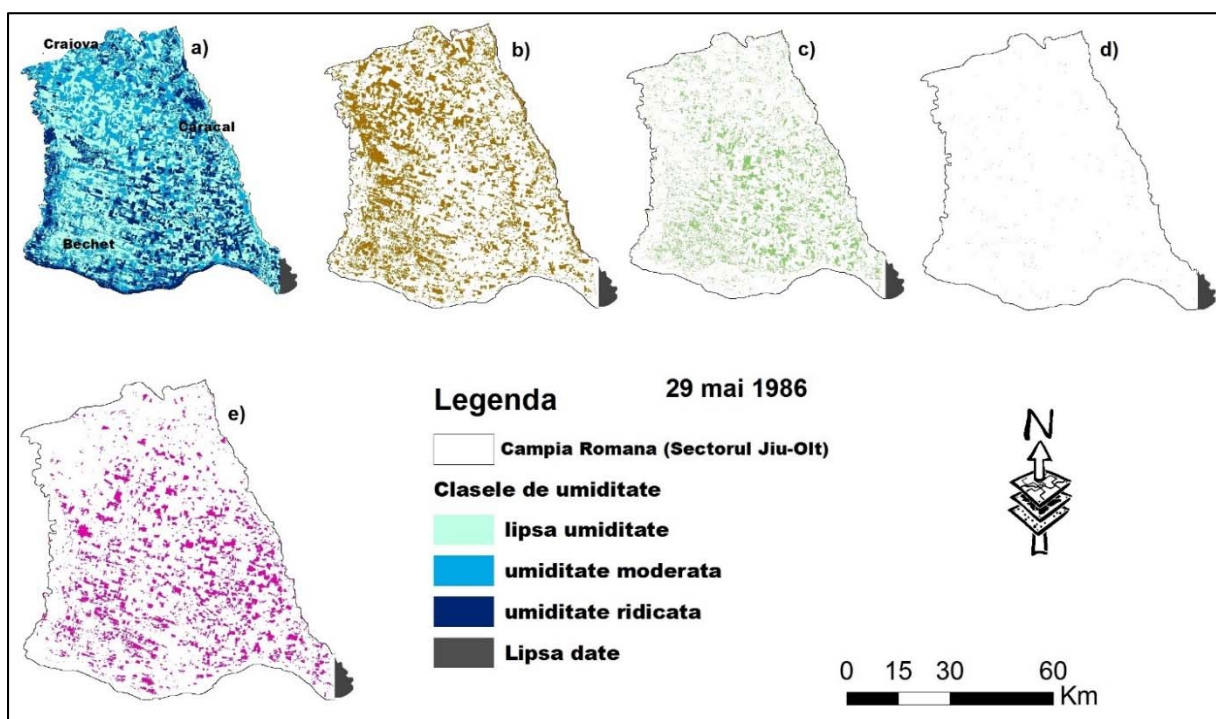 Craiova
a)
b)
c)
d)
Caracal
Bechet
e)
Legenda
29 mai 1986
Campia Romana (Sectorul Jiu-Olt)
Clasele de umiditate
lipsa umiditate
umiditate moderata
umiditate ridicata
Lipsa date
N
0 15 30 60
Km